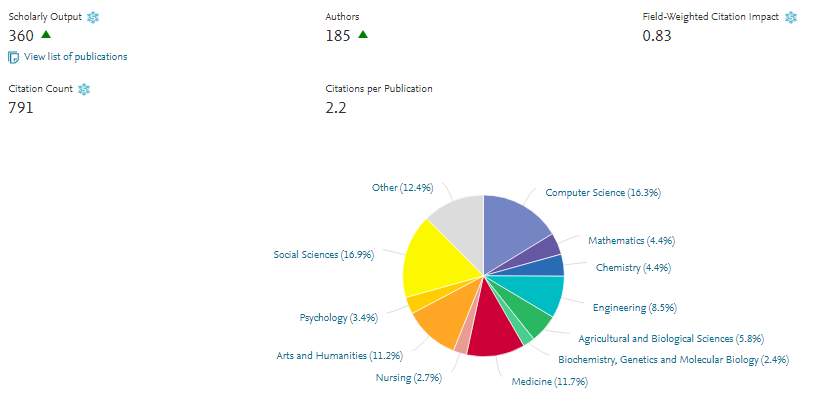 Scholarly Output
360
View list of publications
Authors
185
Field-Weighted Citation Impact
0.83
Citation Count
791
Citations per Publication
2.2
Other (12.4%)
Computer Science (16.3%)
Mathematics (4.4%)
Social Sciences (16.9%)
Chemistry (4.4%)
Engineering (8.5%)
Psychology (3.4%)
Agricultural and Biological Sciences (5.8%)
Arts and Humanities (11.2%)
Biochemistry, Genetics and Molecular Biology (2.4%)
Nursing (2.7%)
Medicine (11.7%)